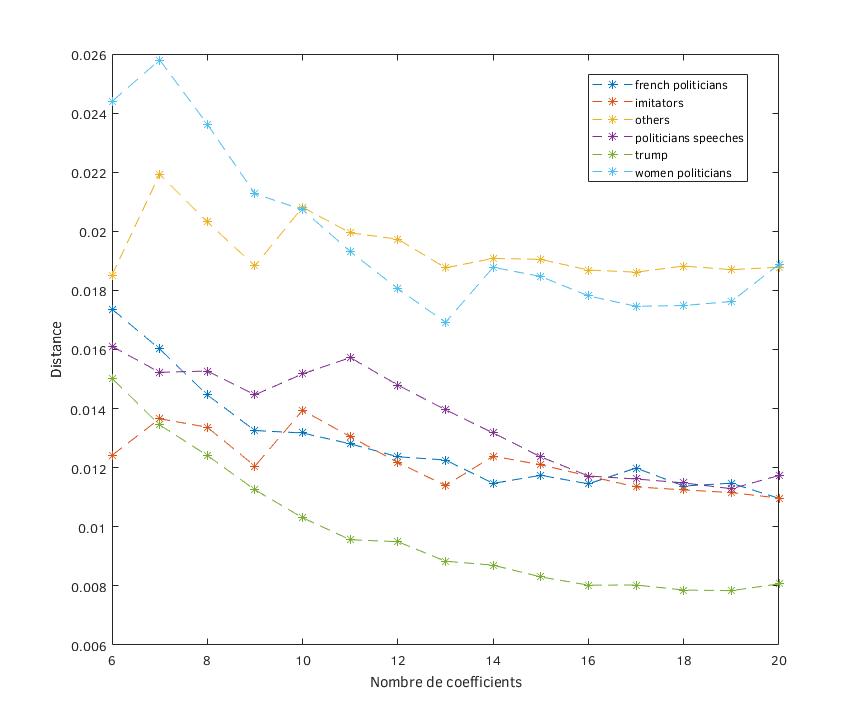 0.026
0.024
0.022
0.02
0.018
0.016
0.014
0.012
0.01
0.008
0.006
Distance
6 8 10 12 14 16 18 20
Nombre de coefficients
french politicians
imitators
others
politicians speeches
trump
women politicians